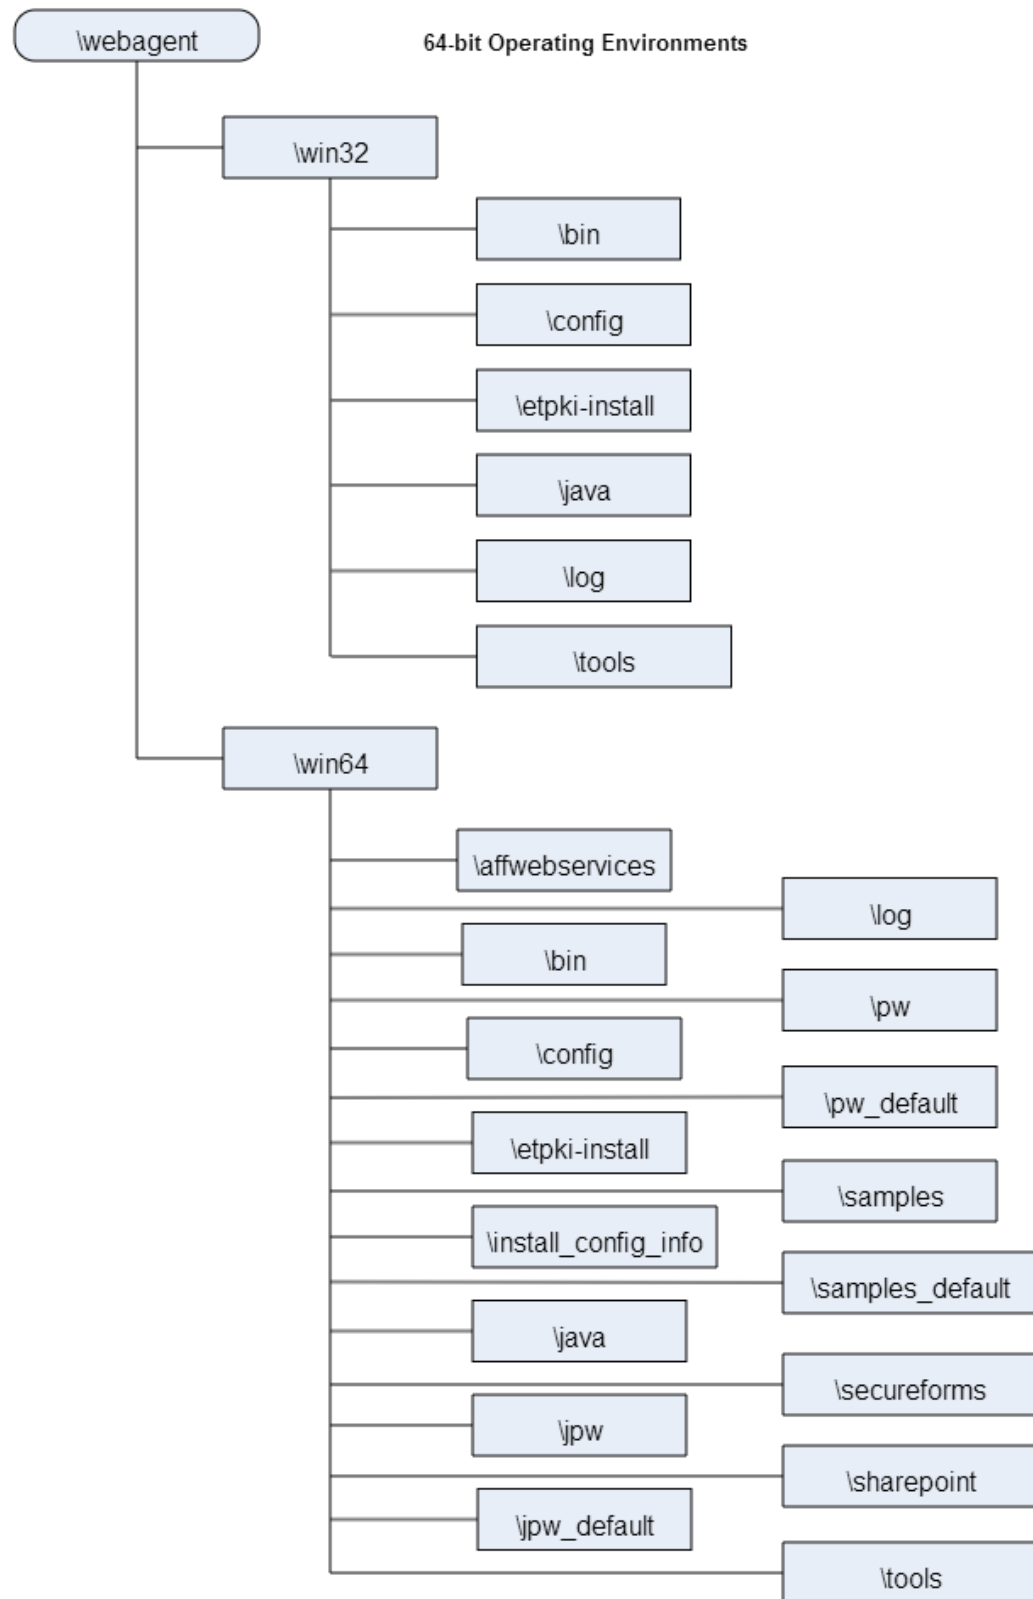 \webagent
64-bit Operating Environments
\win32
\bin
\config
\etpki-install
\java
\log
\tools
\win64
\affwebservices
\log
\bin
\pw
\config
\pw_default
\etpki-install
\samples
\install_config_info
\samples_default
\java
\secureforms
\jpw
\sharepoint
\jpw_default
\tools